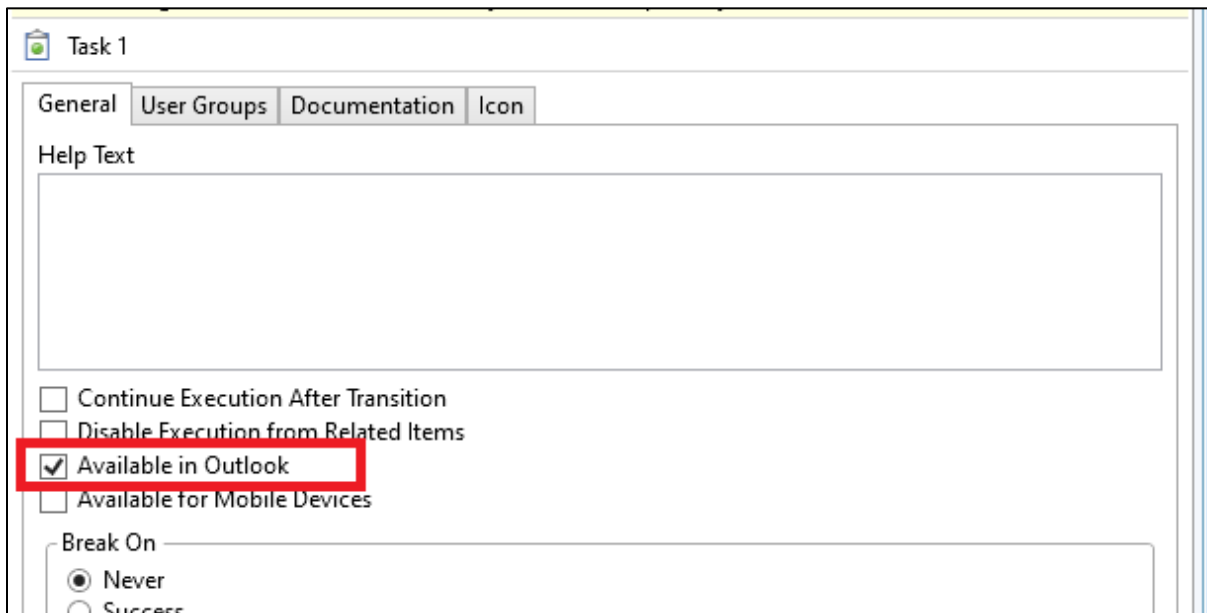 Task 1
General User Groups Documentation Icon
Help Text
Continue Execution After Transition
Disable Execution from Related Items
Available in Outlook
Available for Mobile Devices
Break On
Never
Success